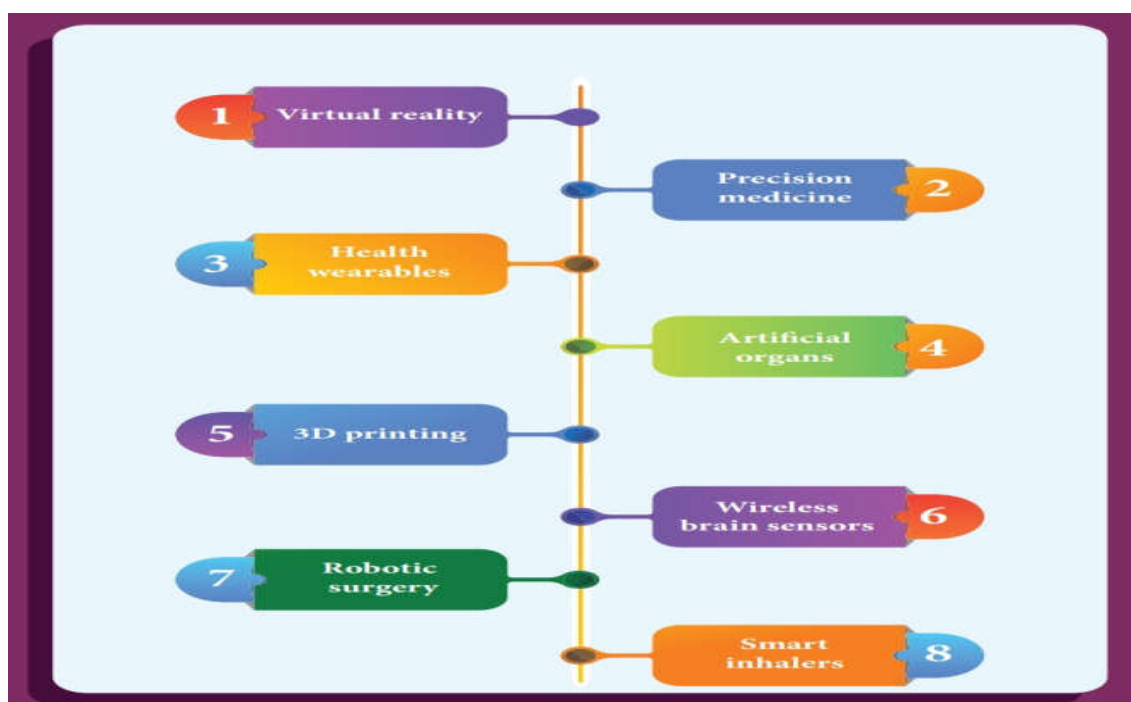 1 Virtual reality
Precision
medicine 2
3 Health
wearables
Artificial
organs 4
5 3D printing
Wireless
brain sensors 6
7 Robotic
surgery
Smart
inhalers 8